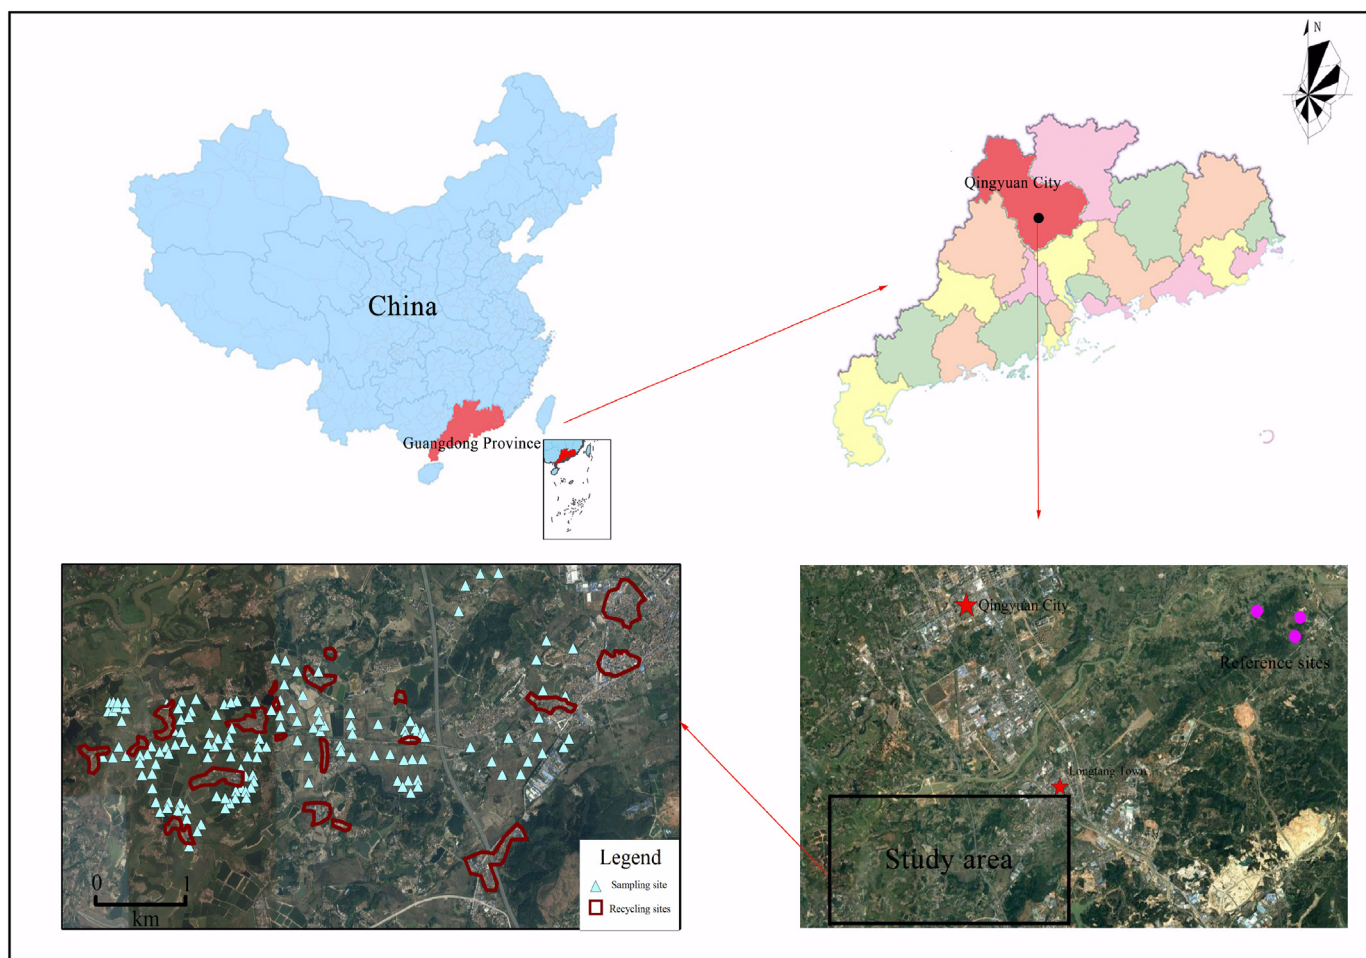 N
Qingyuan City
China
Guangdong Province
Qingyuan City
Reference sites
Longtang Town
Study area
Legend
Sampling site
Recycling sites
0 1
km